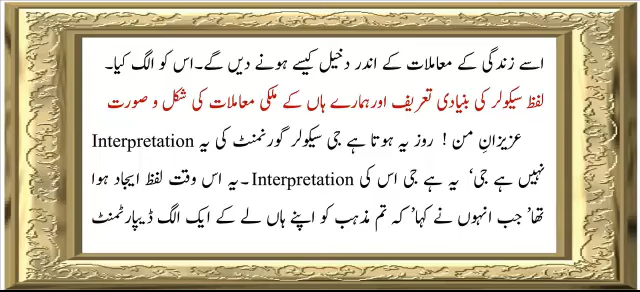 اسے زندگی کے معاملات کے اندر دخیل کیسے ہونے دیں گے۔اس کو الگ کیا۔
لفظ سیکولر کی بنیادی تعریف اور ہمارے ہاں کے ملکی معاملات کی شکل و صورت
عزیزانِ من! روز یہ ہوتا ہے جی سیکولر گورنمنٹ کی یہ Interpretation
نہیں ہے جی، یہ ہے جی اس کی Interpretation۔ یہ اس وقت لفظ ایجاد ہوا
تھا، جب انہوں نے کہا، کہ تم مذہب کو اپنے ہاں لے کے ایک الگ ڈیپارٹمنٹ